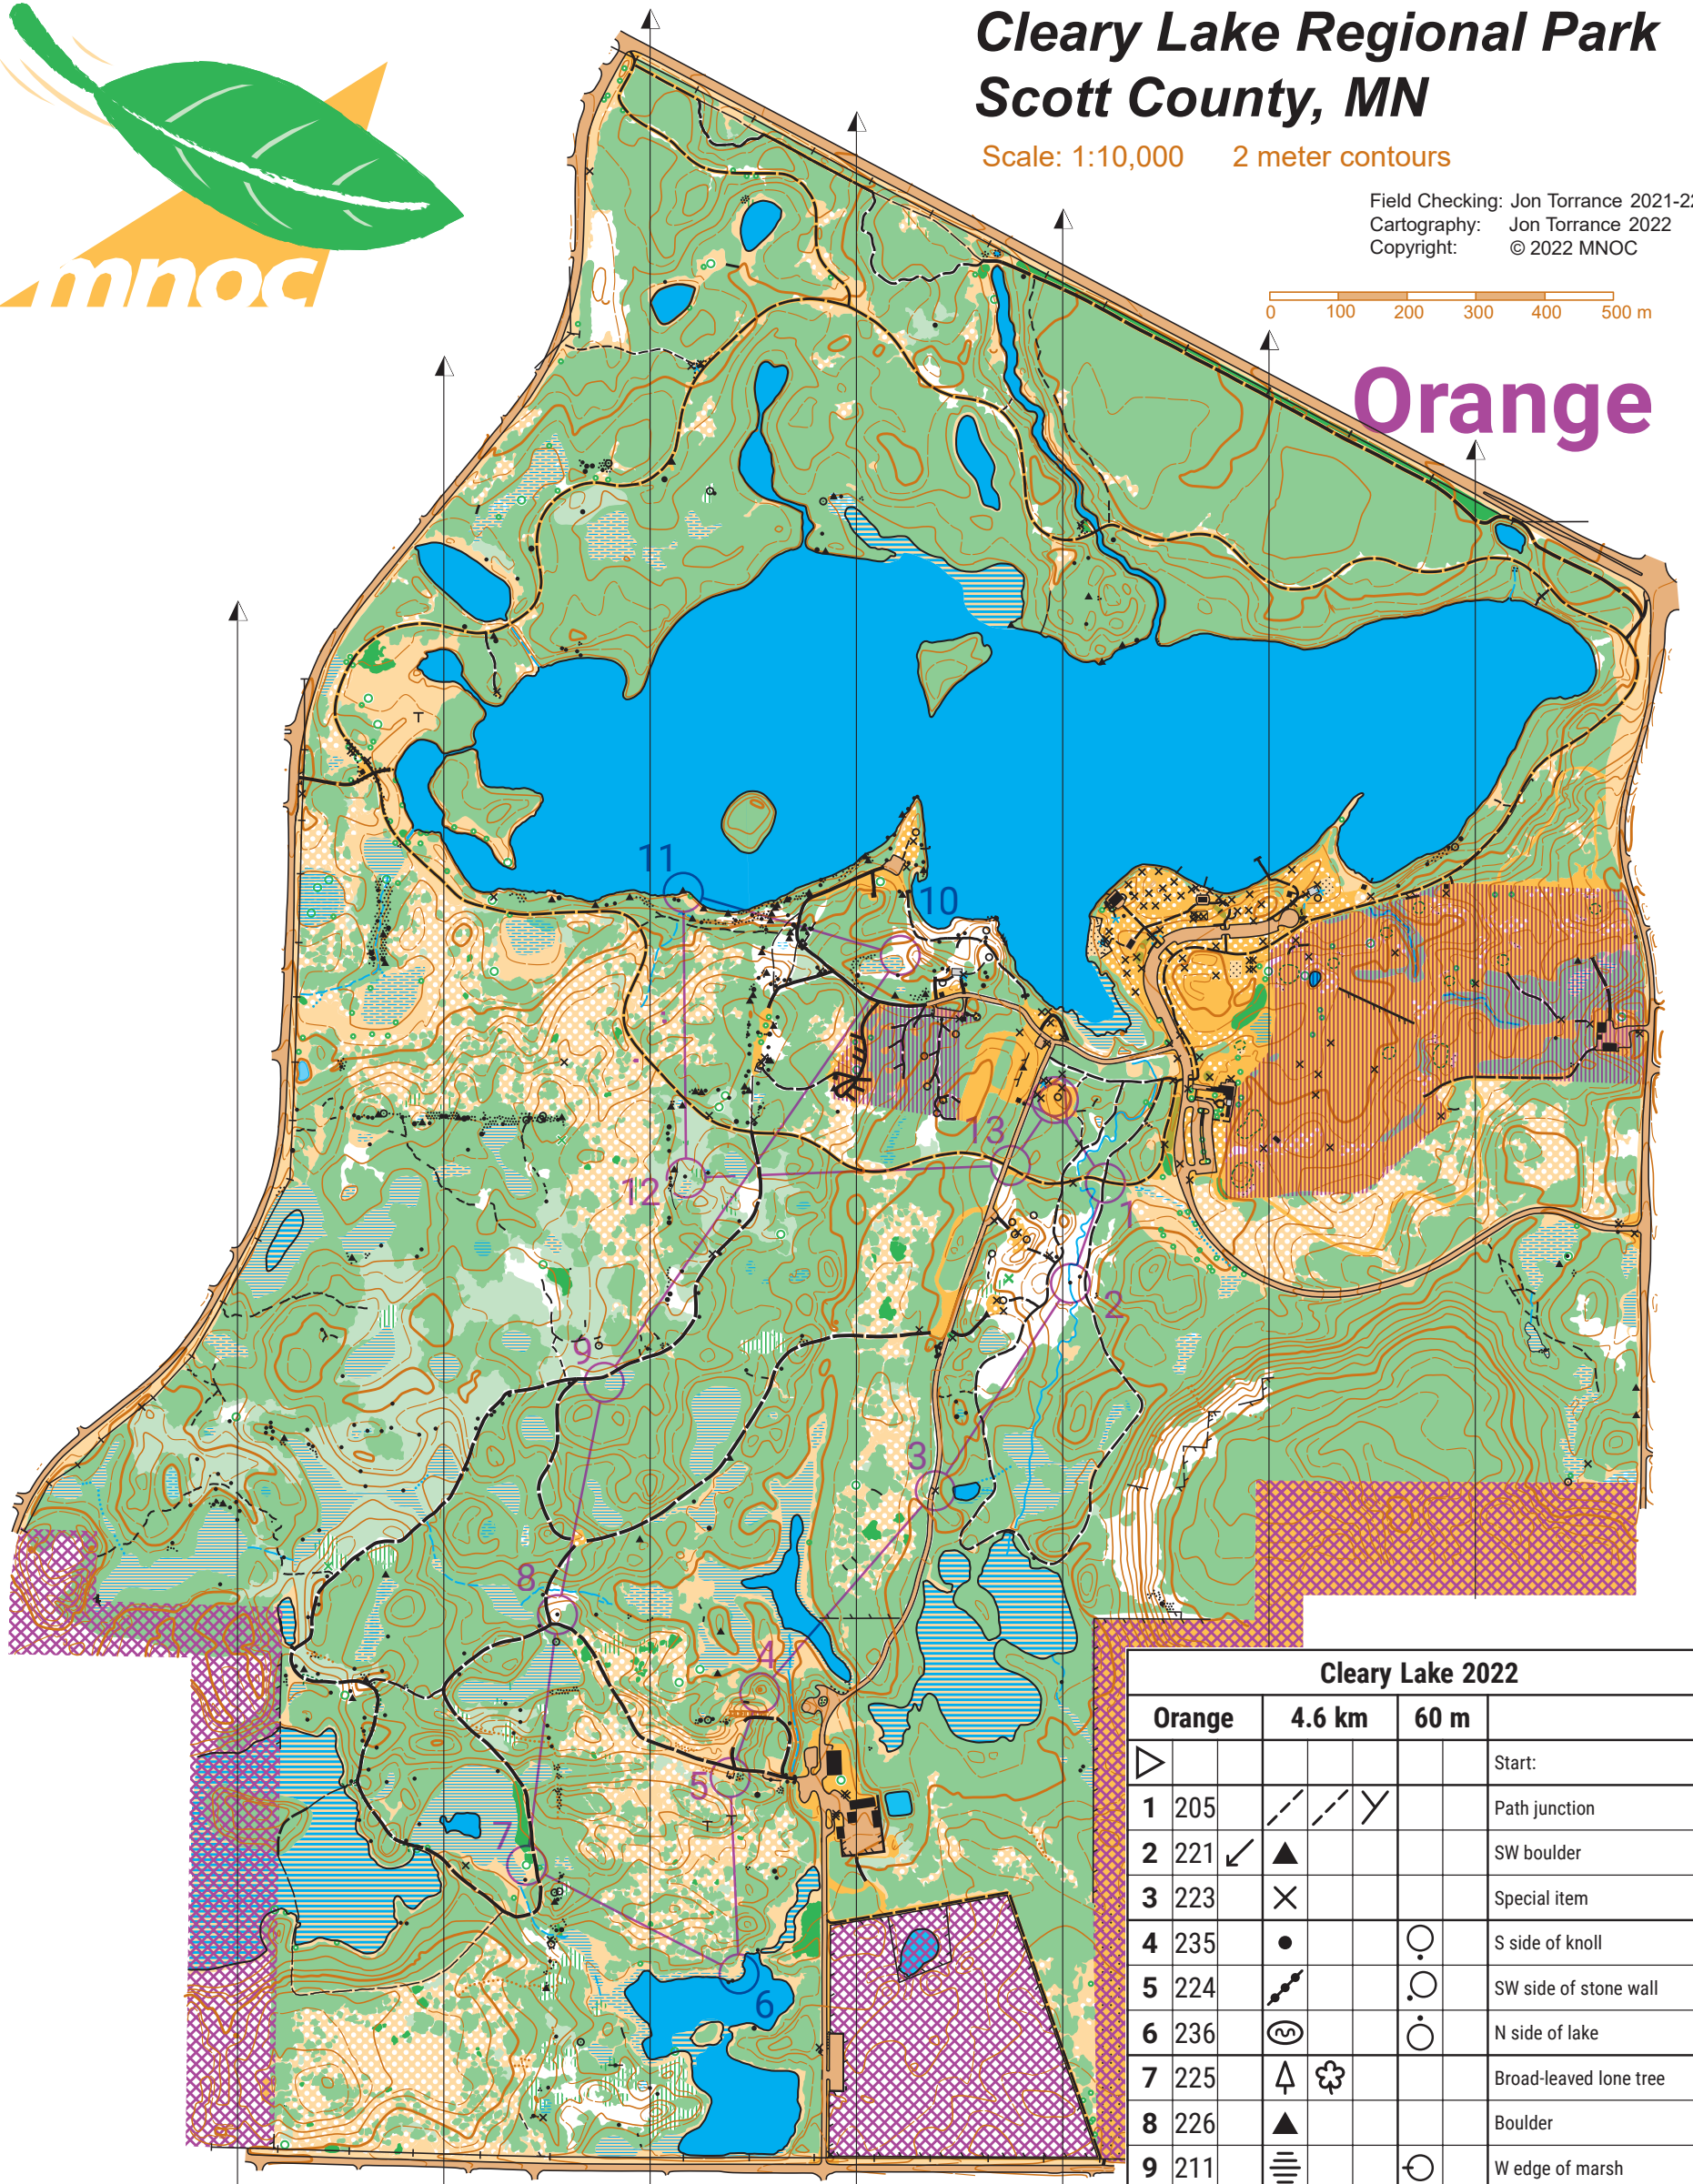 mnoc
Cleary Lake Regional Park
Scott County, MN
Scale: 1:10,000 2 meter contours
Field Checking: Jon Torrance 2021-22
Cartography: Jon Torrance 2022
Copyright: © 2022 MNOC
0 100 200 300 400 500 m
Orange
11
10
13
12
1
2
9
3
8
4
5
7
6
Cleary Lake 2022
Orange 4.6 km 60 m
Start:
1 205 Path junction
2 221 SW boulder
3 223 Special item
4 235 S side of knoll
5 224 SW side of stone wall
6 236 N side of lake
7 225 Broad-leaved lone tree
8 226 Boulder
9 211 W edge of marsh